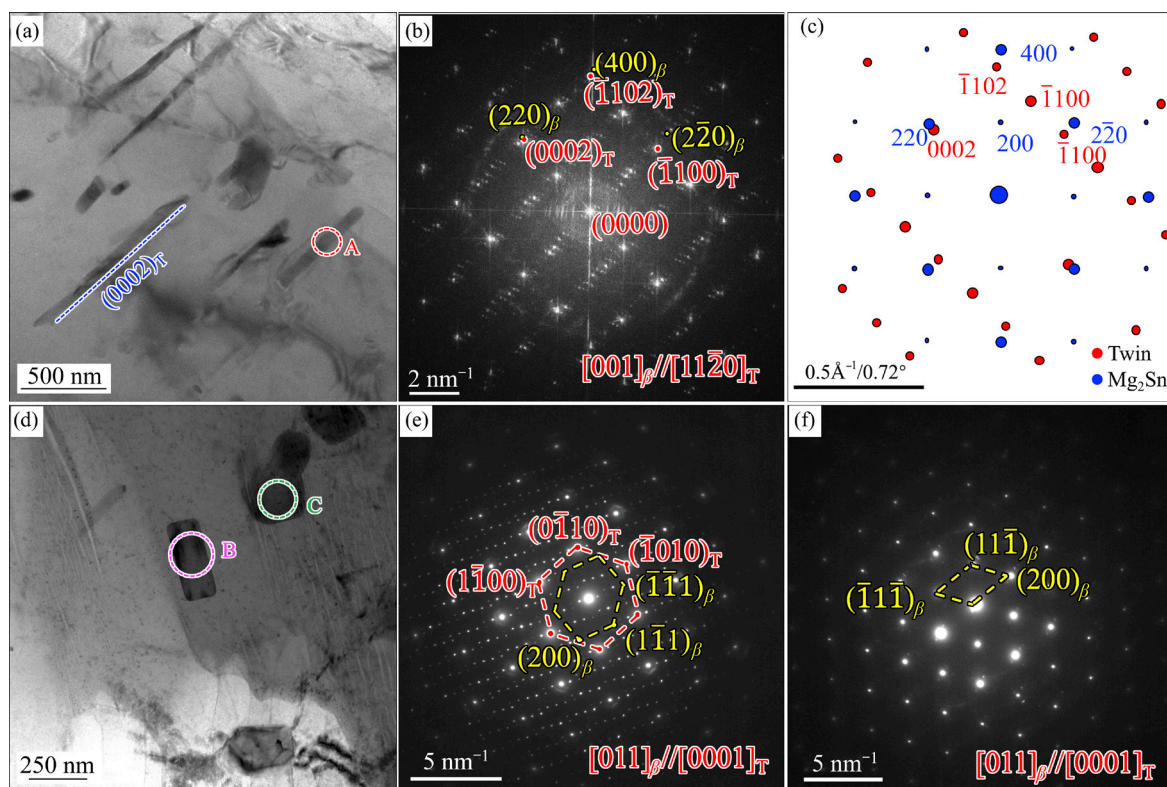 (a)
A
(0002)T
500 nm
(b)
(400)β
(1̄102)T
(220)β
(0002)T
(22̄0)β
(1̄100)T
(0000)
2 nm⁻¹
[001]β//[112̄0]T
(c)
400
1̄102
1̄100
220
0002
200
1̄100
22̄0
0.5Å⁻¹/0.72°
Twin
Mg₂Sn
(d)
C
B
250 nm
(e)
(01̄10)T
(1̄010)T
(11̄00)T
(1̄1̄1)β
(11̄1)β
(200)β
5 nm⁻¹
[011]β//[0001]T
(f)
(111̄)β
(200)β
(1̄11̄)β
5 nm⁻¹
[011]β//[0001]T